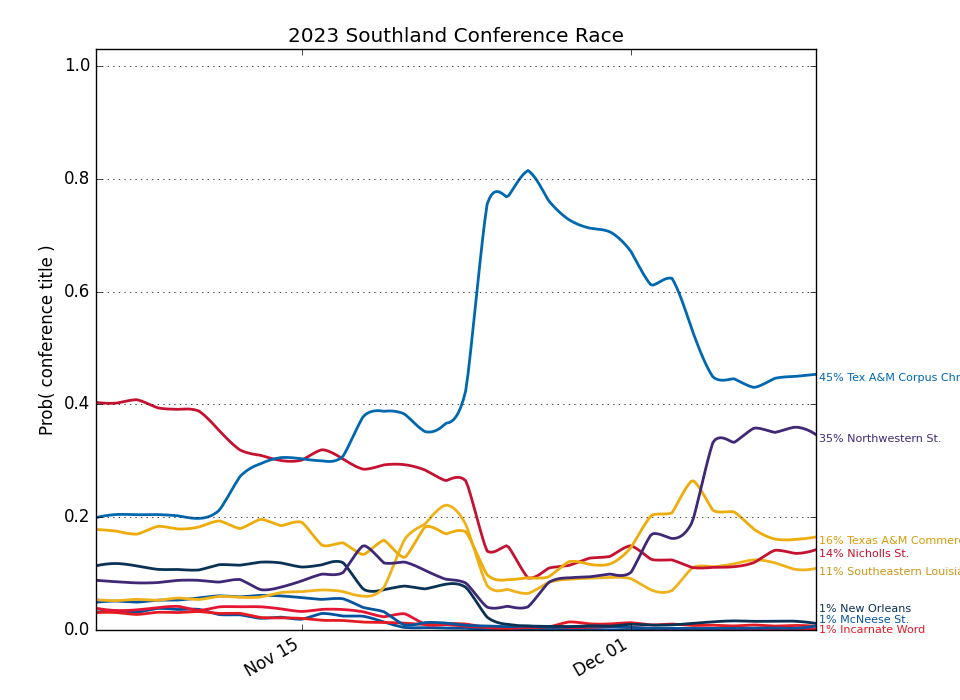 2023 Southland Conference Race
Prob( conference title )
1.0
0.8
0.6
0.4
0.2
0.0
Nov 15
Dec 01
45% Tex A&M Corpus Chr
35% Northwestern St.
16% Texas A&M Commerc
14% Nicholls St.
11% Southeastern Louisia
1% New Orleans
1% McNeese St.
1% Incarnate Word